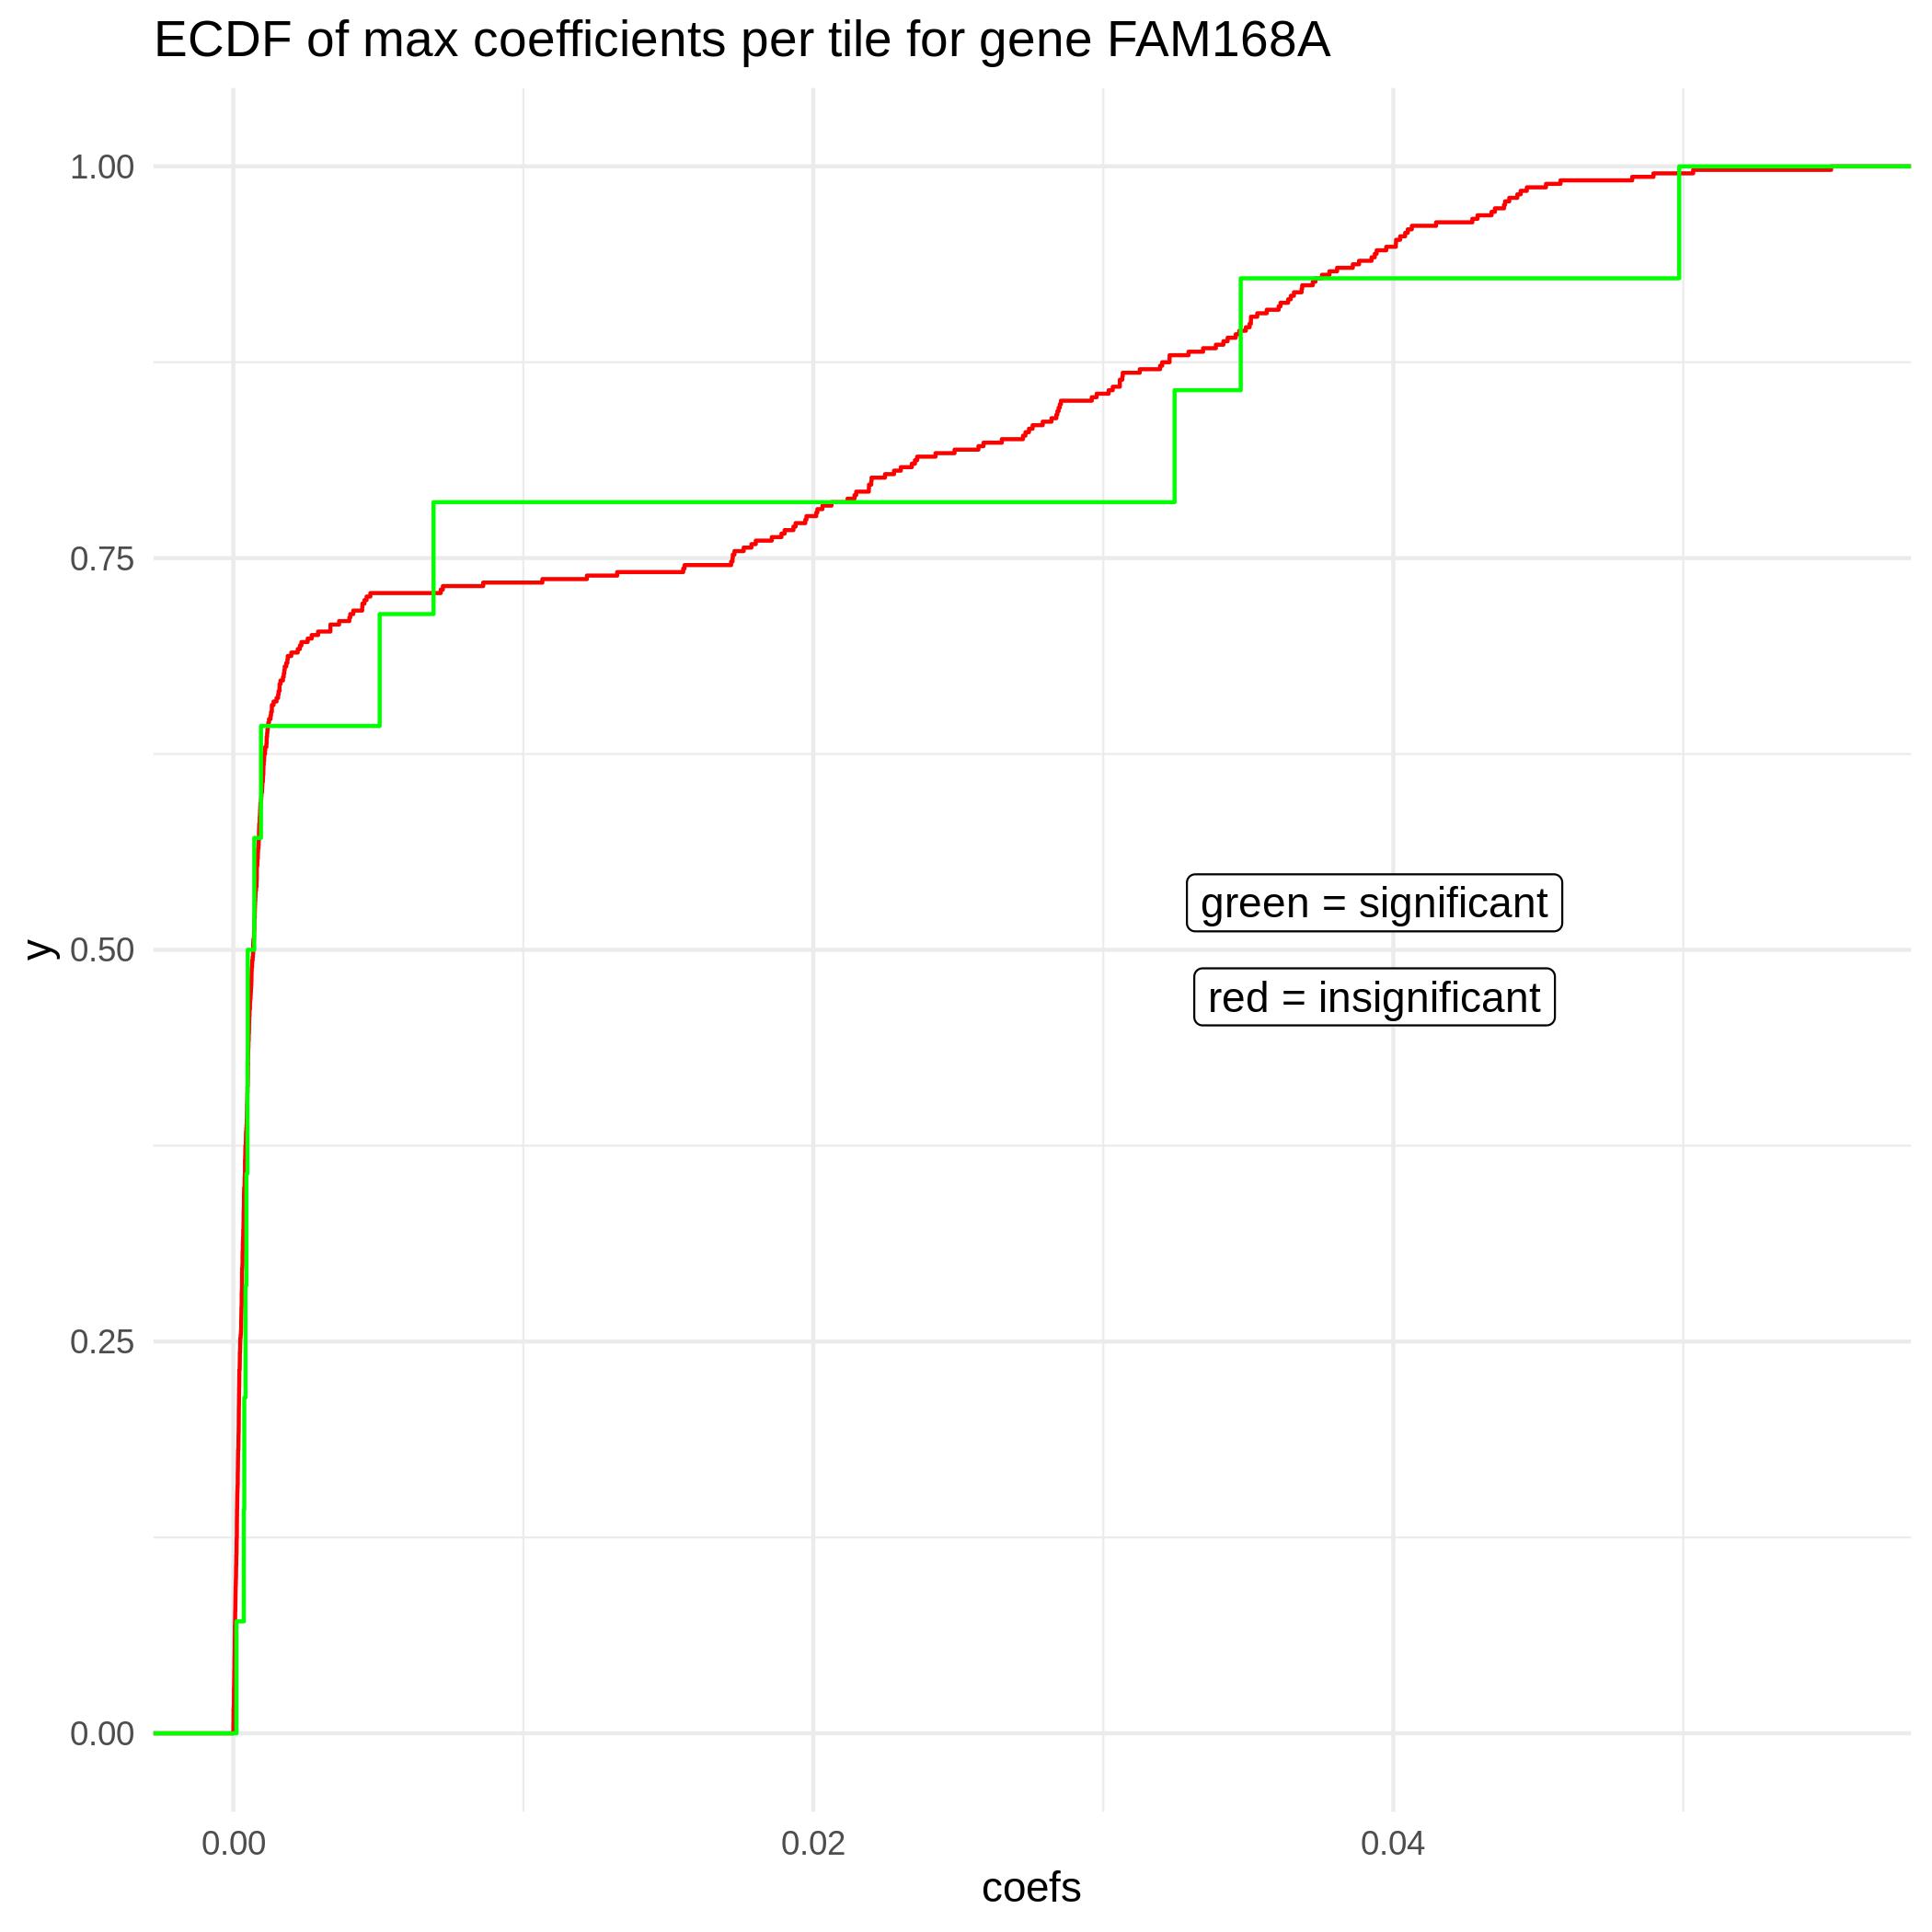 ECDF of max coefficients per tile for gene FAM168A
1.00
0.75
0.50
0.25
0.00
y
green = significant
red = insignificant
0.00
0.02
0.04
coefs